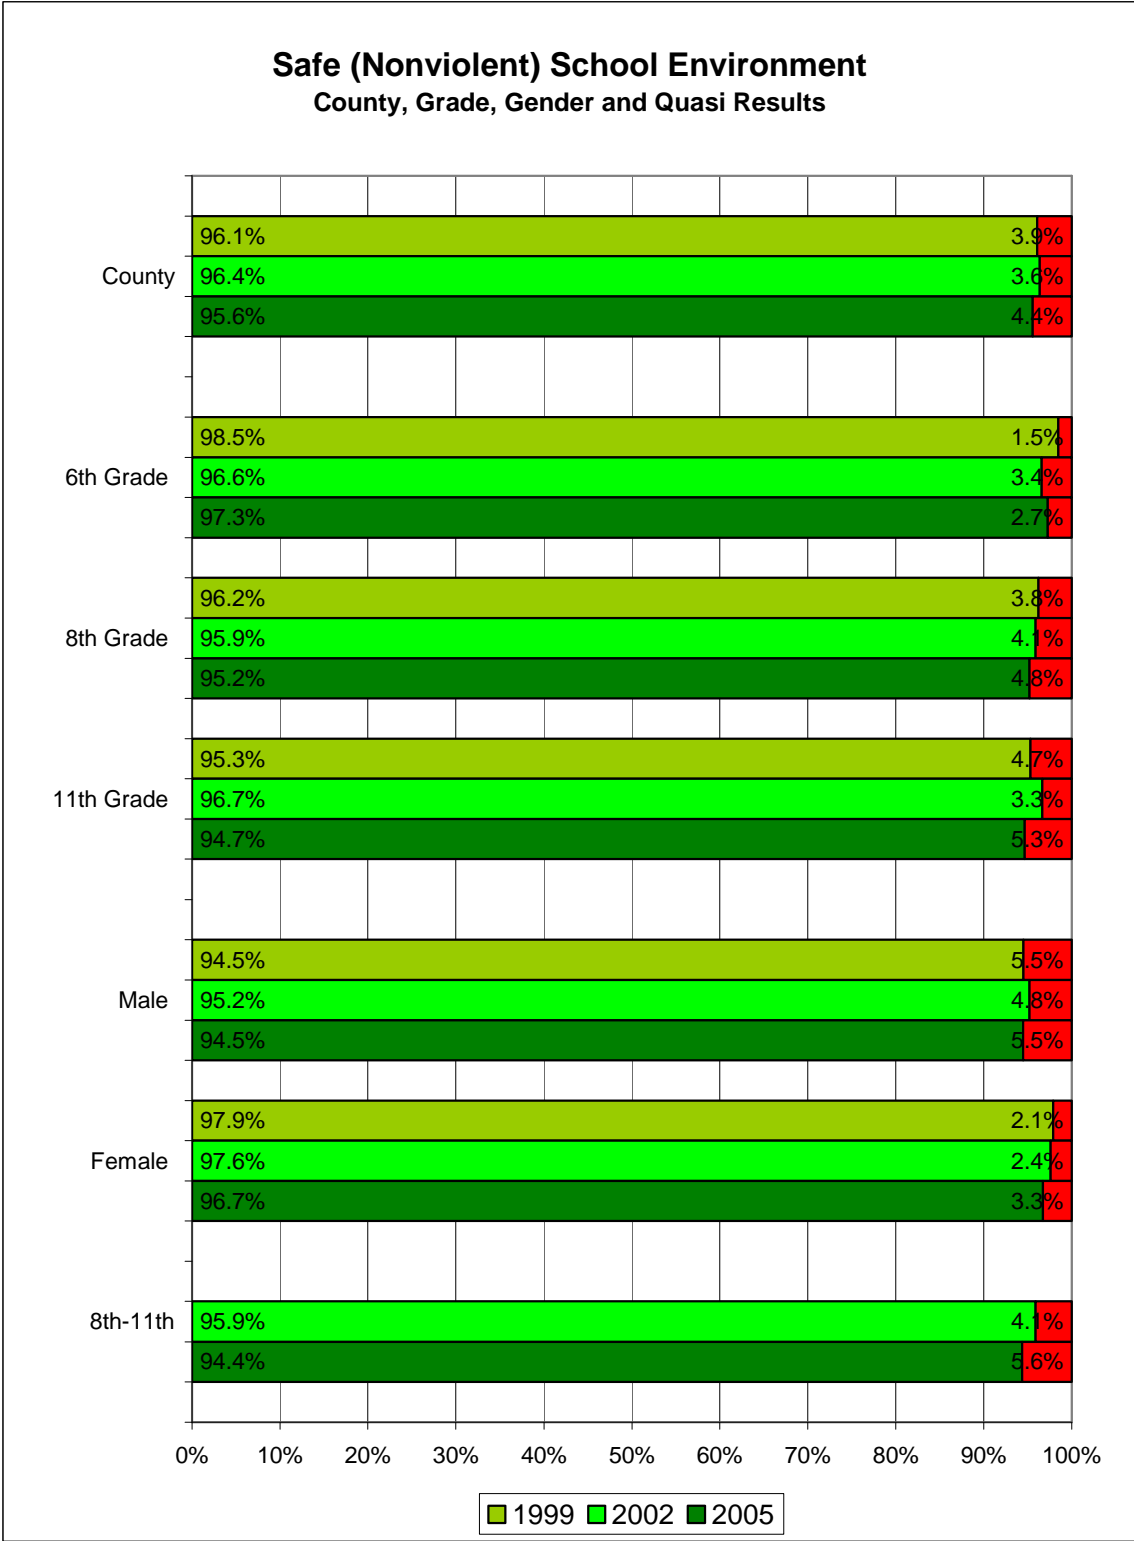 Safe (Nonviolent) School Environment
County, Grade, Gender and Quasi Results
96.1% 3.9%
County
96.4% 3.6%
95.6% 4.4%
98.5% 1.5%
6th Grade
96.6% 3.4%
97.3% 2.7%
96.2% 3.8%
8th Grade
95.9% 4.1%
95.2% 4.8%
95.3% 4.7%
11th Grade
96.7% 3.3%
94.7% 5.3%
94.5% 5.5%
Male
95.2% 4.8%
94.5% 5.5%
97.9% 2.1%
Female
97.6% 2.4%
96.7% 3.3%
8th-11th
95.9% 4.1%
94.4% 5.6%
0% 10% 20% 30% 40% 50% 60% 70% 80% 90% 100%
1999 2002 2005